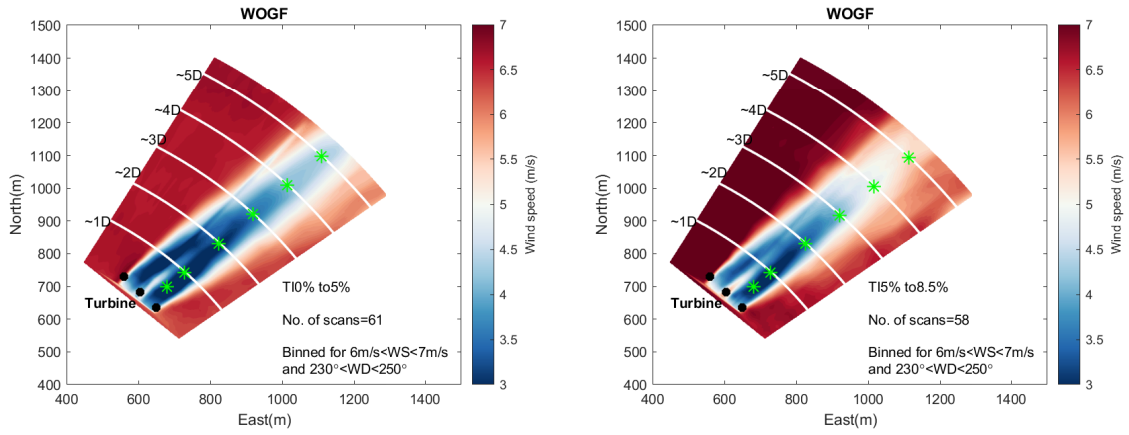 WOGF
1500
1400
1300
1200
1100
1000
900
800
700
600
500
400
North(m)
~5D
~4D
~3D
~2D
~1D
Turbine
TI0% to5%
No. of scans=61
Binned for 6m/s<WS<7m/s
and 230°<WD<250°
400 600 800 1000 1200 1400
East(m)
7
6.5
6
5.5
5
4.5
4
3.5
3
Wind speed (m/s)
WOGF
1500
1400
1300
1200
1100
1000
900
800
700
600
500
400
North(m)
~5D
~4D
~3D
~2D
~1D
Turbine
TI5% to8.5%
No. of scans=58
Binned for 6m/s<WS<7m/s
and 230°<WD<250°
400 600 800 1000 1200 1400
East(m)
7
6.5
6
5.5
5
4.5
4
3.5
3
Wind speed (m/s)